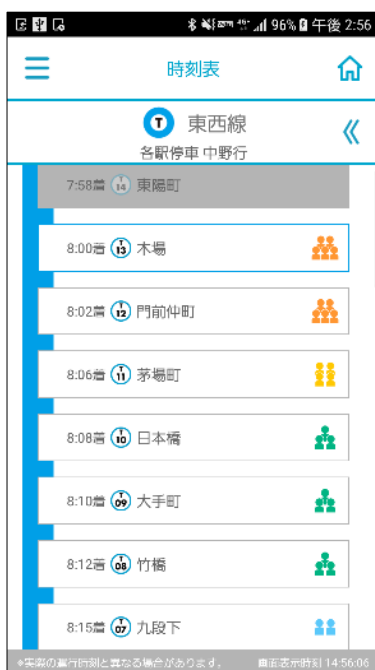 96% 午後 2:56
時刻表
T 東西線
各駅停車 中野行
7:58着 T 14 東陽町
8:00着 T 13 木場
8:02着 T 12 門前仲町
8:06着 T 11 茅場町
8:08着 T 10 日本橋
8:10着 T 09 大手町
8:12着 T 08 竹橋
8:15着 T 07 九段下
*実際の運行時刻と異なる場合があります。 画面表示時刻 14:56:06